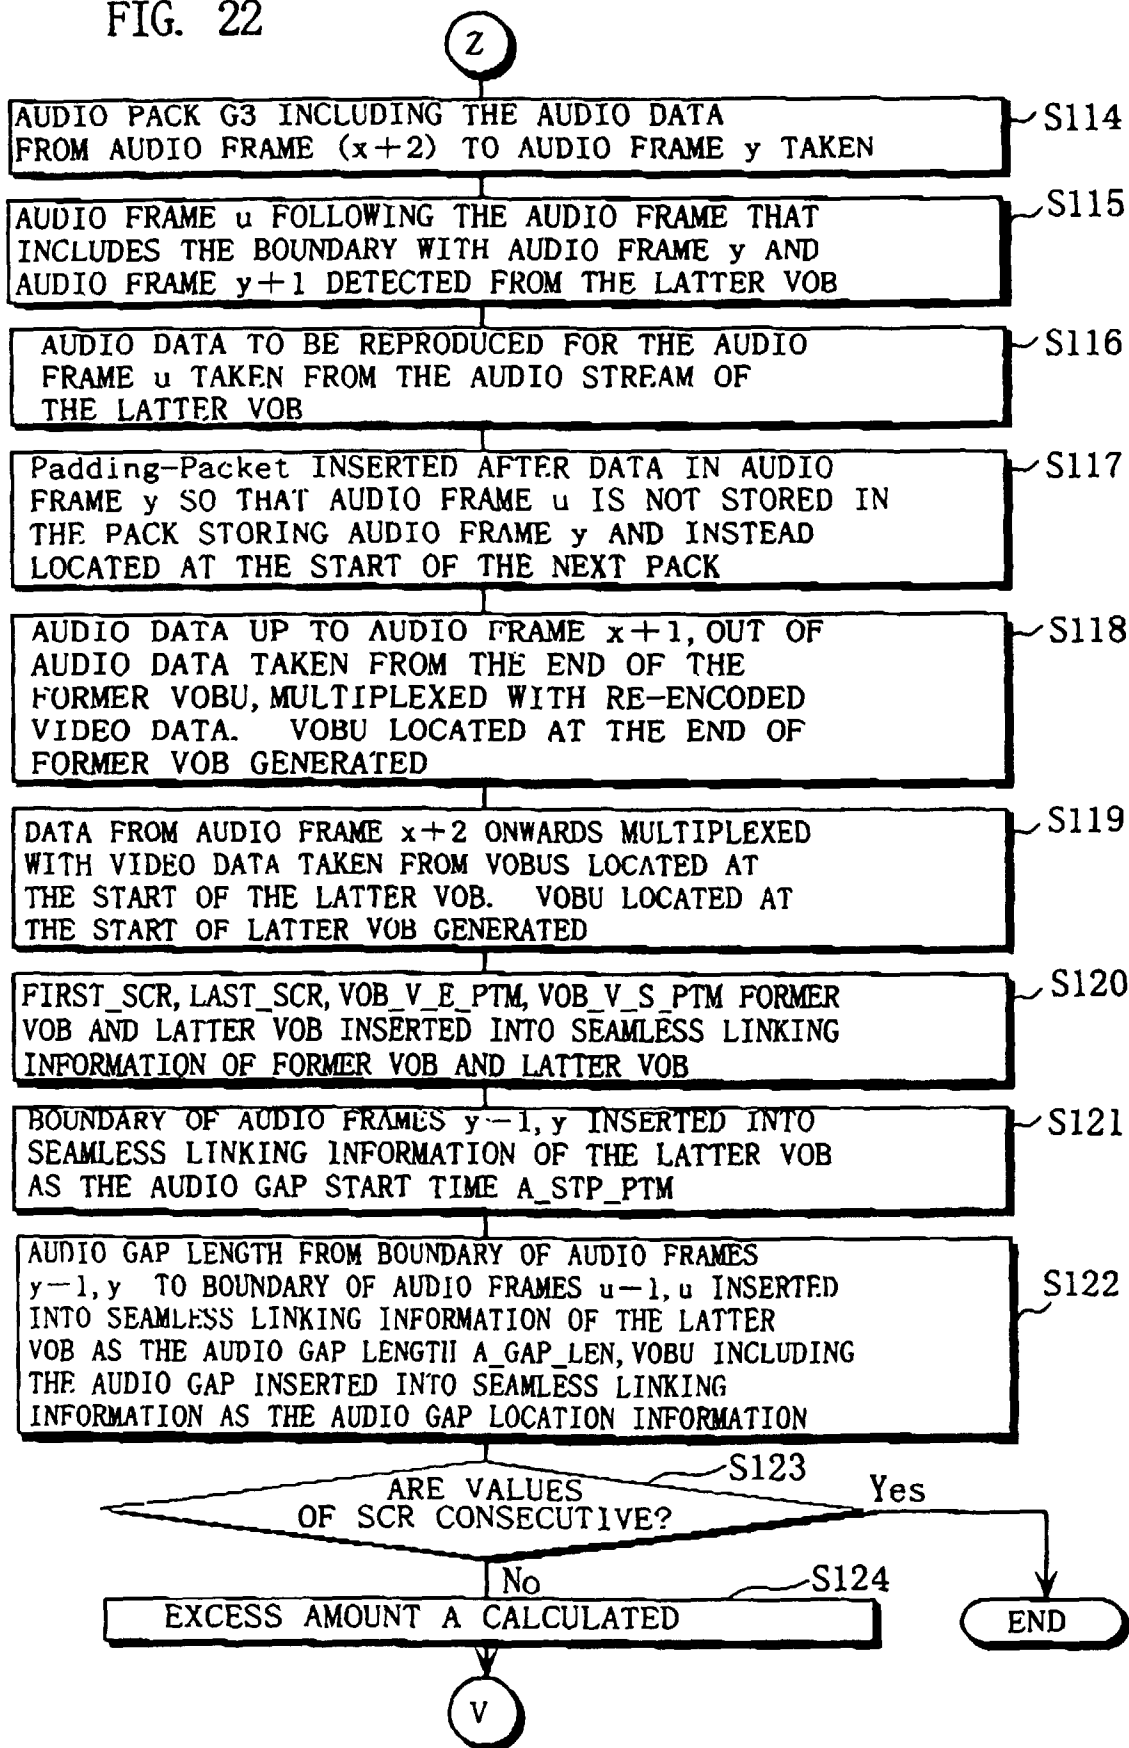 FIG. 22
Z
AUDIO PACK G3 INCLUDING THE AUDIO DATA
FROM AUDIO FRAME (x+2) TO AUDIO FRAME y TAKEN
S114
AUDIO FRAME u FOLLOWING THE AUDIO FRAME THAT
INCLUDES THE BOUNDARY WITH AUDIO FRAME y AND
AUDIO FRAME y+1 DETECTED FROM THE LATTER VOB
S115
AUDIO DATA TO BE REPRODUCED FOR THE AUDIO
FRAME u TAKEN FROM THE AUDIO STREAM OF
THE LATTER VOB
S116
Padding-Packet INSERTED AFTER DATA IN AUDIO
FRAME y SO THAT AUDIO FRAME u IS NOT STORED IN
THE PACK STORING AUDIO FRAME y AND INSTEAD
LOCATED AT THE START OF THE NEXT PACK
S117
AUDIO DATA UP TO AUDIO FRAME x+1, OUT OF
AUDIO DATA TAKEN FROM THE END OF THE
FORMER VOBU, MULTIPLEXED WITH RE-ENCODED
VIDEO DATA. VOBU LOCATED AT THE END OF
FORMER VOB GENERATED
S118
DATA FROM AUDIO FRAME x+2 ONWARDS MULTIPLEXED
WITH VIDEO DATA TAKEN FROM VOBUS LOCATED AT
THE START OF THE LATTER VOB. VOBU LOCATED AT
THE START OF LATTER VOB GENERATED
S119
FIRST_SCR, LAST_SCR, VOB_V_E_PTM, VOB_V_S_PTM FORMER
VOB AND LATTER VOB INSERTED INTO SEAMLESS LINKING
INFORMATION OF FORMER VOB AND LATTER VOB
S120
BOUNDARY OF AUDIO FRAMES y-1, y INSERTED INTO
SEAMLESS LINKING INFORMATION OF THE LATTER VOB
AS THE AUDIO GAP START TIME A_STP_PTM
S121
AUDIO GAP LENGTH FROM BOUNDARY OF AUDIO FRAMES
y-1, y TO BOUNDARY OF AUDIO FRAMES u-1, u INSERTED
INTO SEAMLESS LINKING INFORMATION OF THE LATTER
VOB AS THE AUDIO GAP LENGTH A_GAP_LEN, VOBU INCLUDING
THE AUDIO GAP INSERTED INTO SEAMLESS LINKING
INFORMATION AS THE AUDIO GAP LOCATION INFORMATION
S122
ARE VALUES
OF SCR CONSECUTIVE?
S123
Yes
No
EXCESS AMOUNT A CALCULATED
S124
END
V